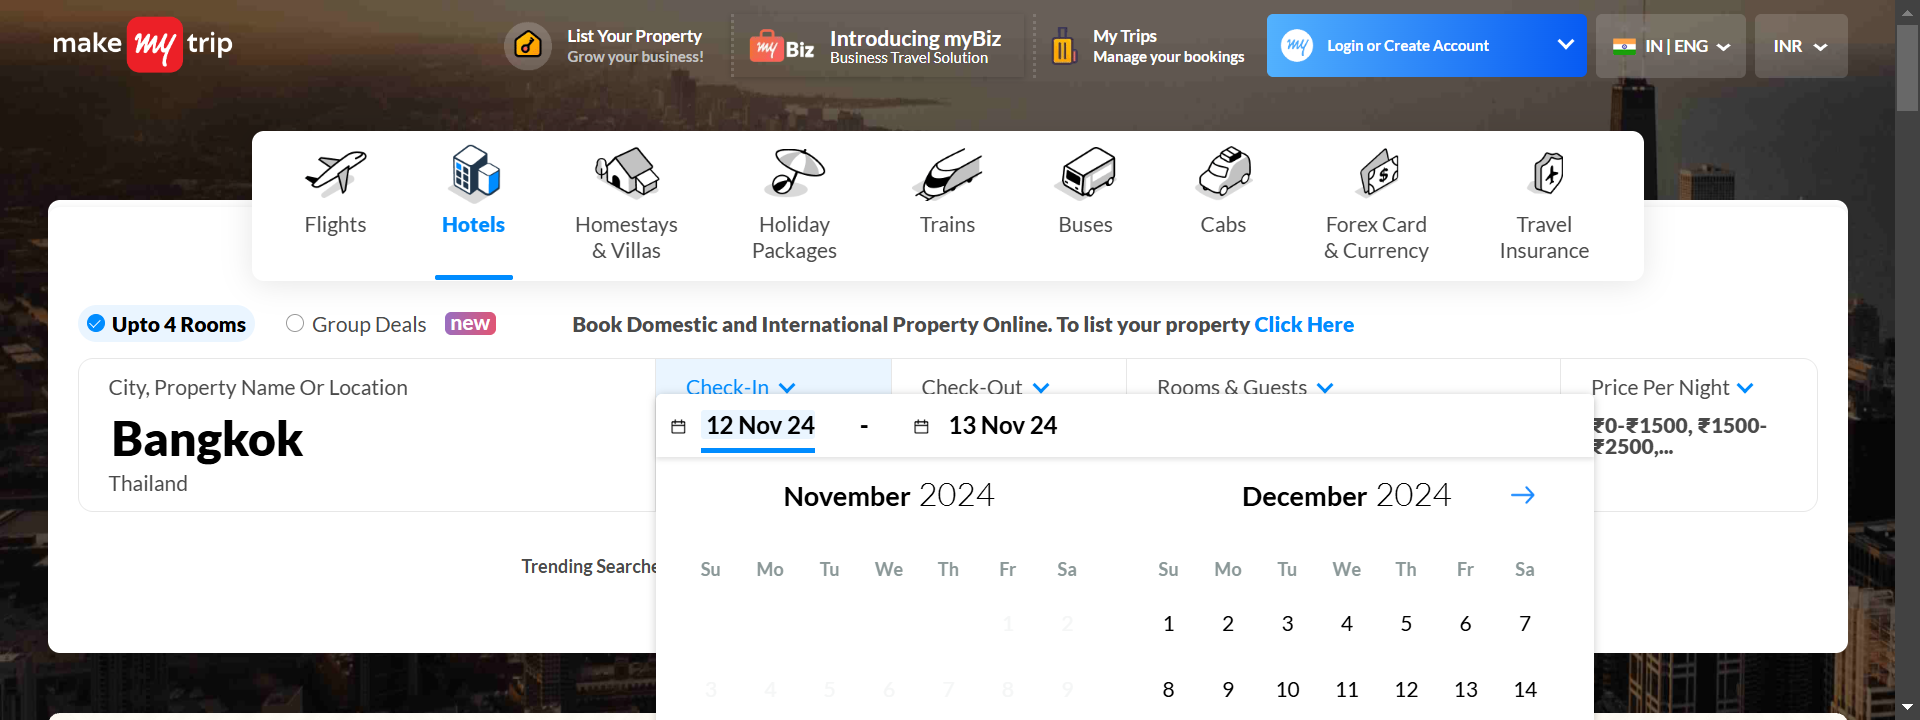 make my trip
List Your Property
Grow your business!
my Biz
Introducing myBiz
Business Travel Solution
My Trips
Manage your bookings
my
Login or Create Account
IN | ENG
INR
Flights
Hotels
Homestays
& Villas
Holiday
Packages
Trains
Buses
Cabs
Forex Card
& Currency
Travel
Insurance
Upto 4 Rooms
Group Deals
new
Book Domestic and International Property Online. To list your property Click Here
City, Property Name Or Location
Bangkok
Thailand
Check-In
Check-Out
Rooms & Guests
Price Per Night
₹0-₹1500, ₹1500-
₹2500,...
12 Nov 24 - 13 Nov 24
November 2024
December 2024
Trending Searche
Su Mo Tu We Th Fr Sa
1 2
3 4 5 6 7 8 9
Su Mo Tu We Th Fr Sa
1 2 3 4 5 6 7
8 9 10 11 12 13 14